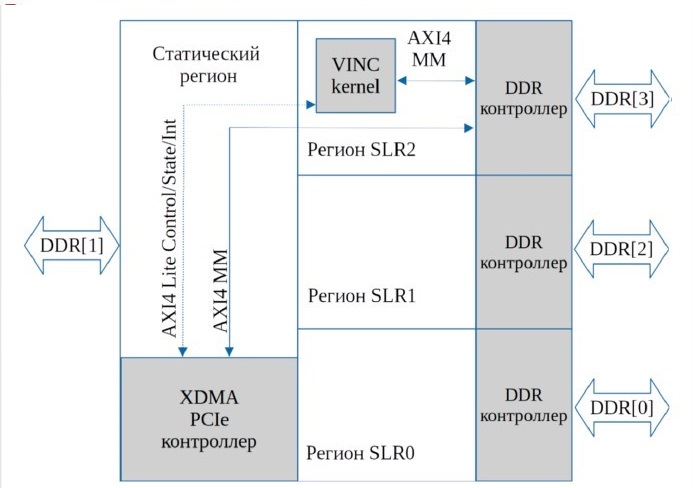 Статический
регион
VINC
kernel
AXI4
MM
DDR
контроллер
DDR[3]
Регион SLR2
AXI4 Lite Control/State/Int
AXI4 MM
DDR[1]
DDR
контроллер
DDR[2]
Регион SLR1
XDMA
PCIe
контроллер
DDR
контроллер
DDR[0]
Регион SLR0